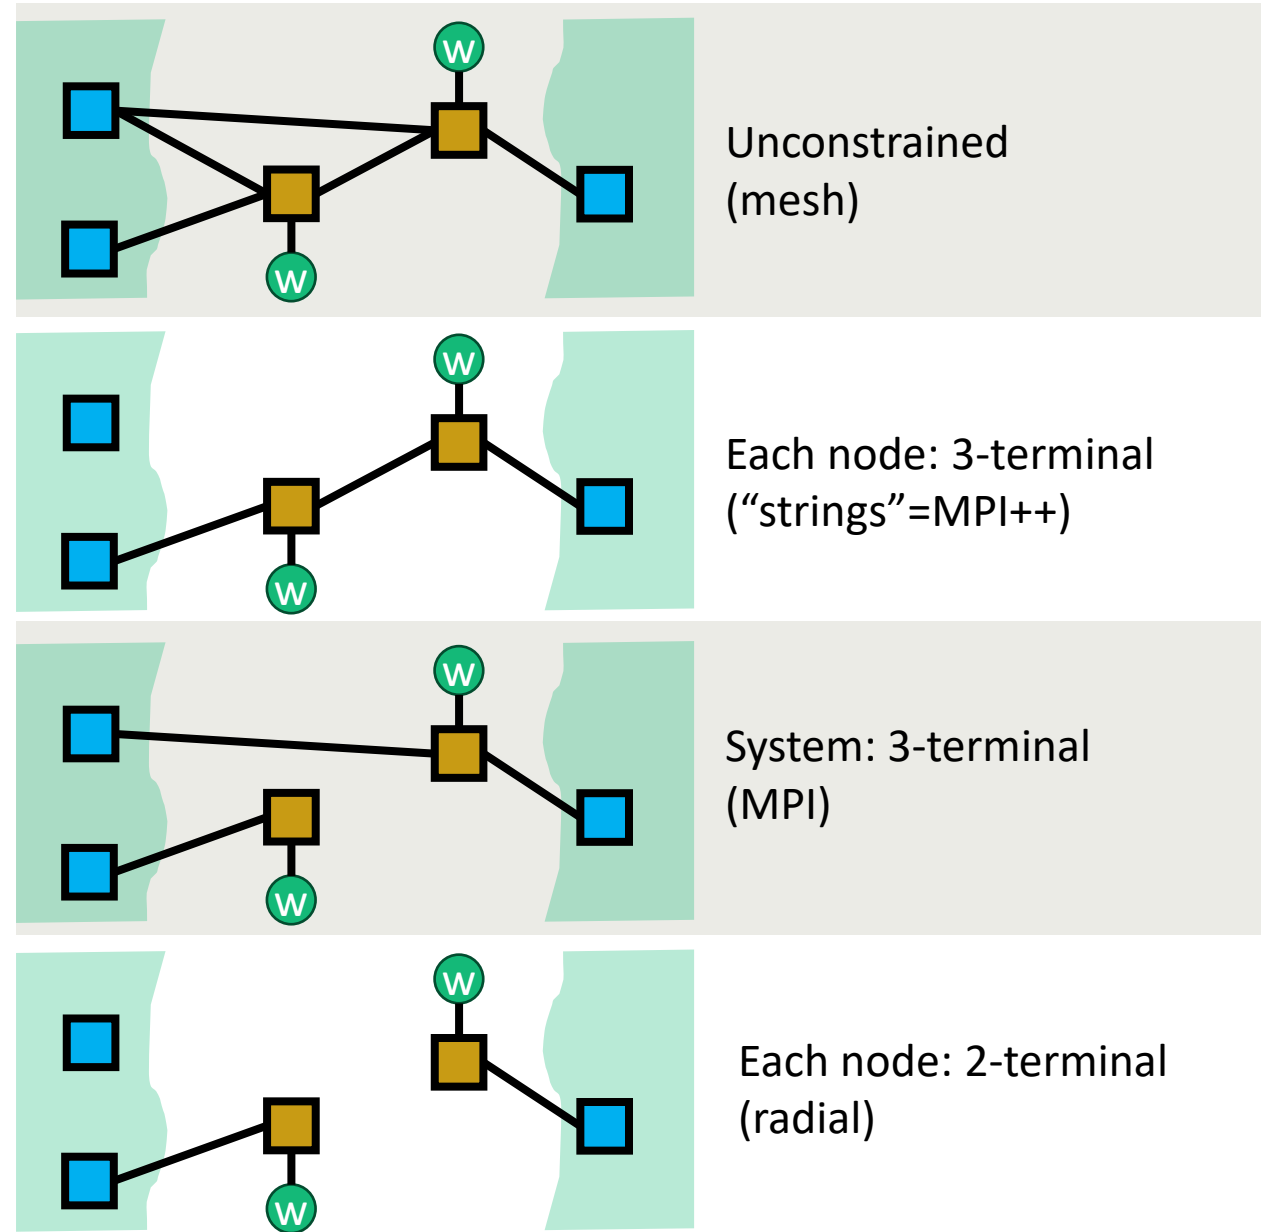 W
Unconstrained
(mesh)
W
W
Each node: 3-terminal
(“strings”=MPI++)
W
W
System: 3-terminal
(MPI)
W
W
Each node: 2-terminal
(radial)
W